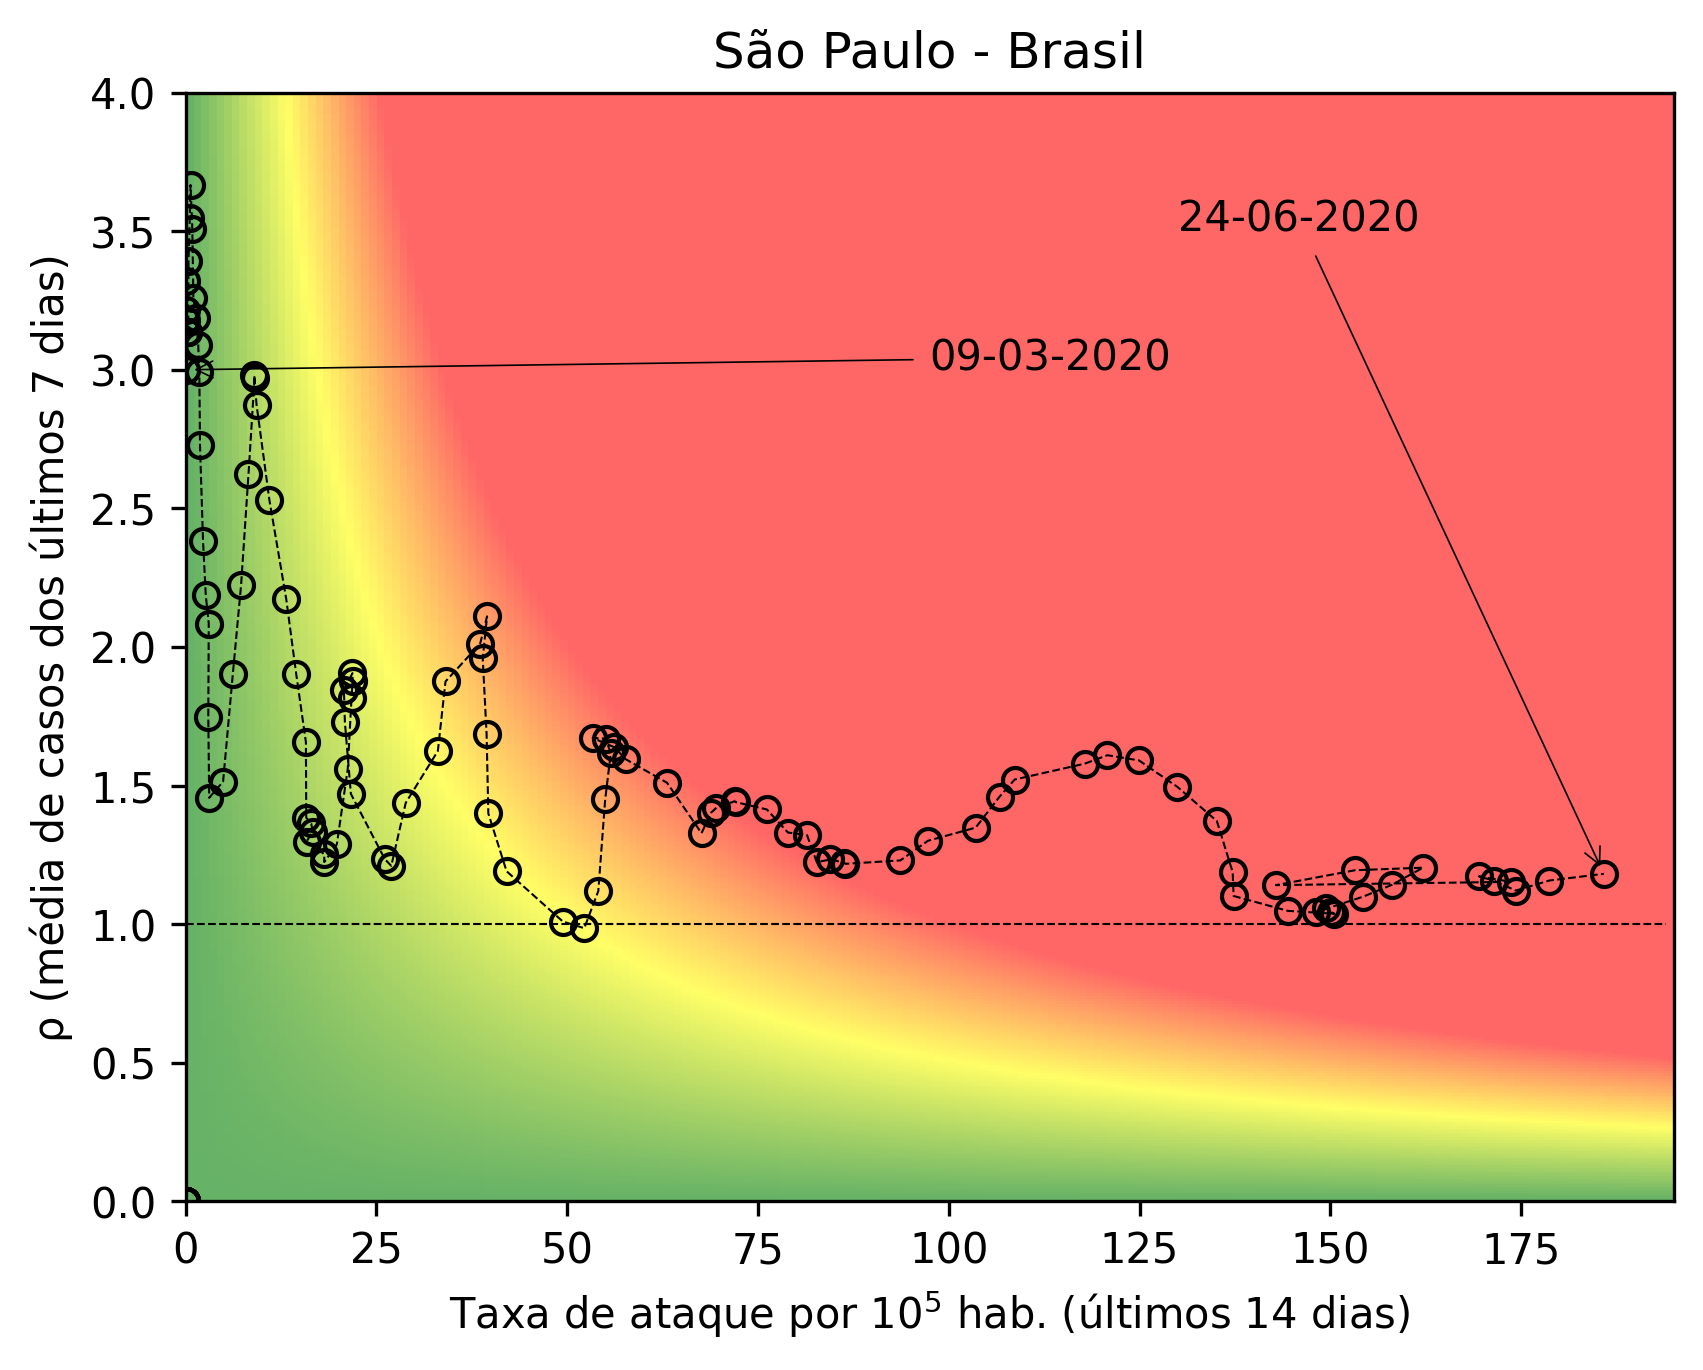 São Paulo - Brasil
4.0
3.5
3.0
2.5
2.0
1.5
1.0
0.5
0.0
ρ (média de casos dos últimos 7 dias)
24-06-2020
09-03-2020
0 25 50 75 100 125 150 175
Taxa de ataque por 10⁵ hab. (últimos 14 dias)